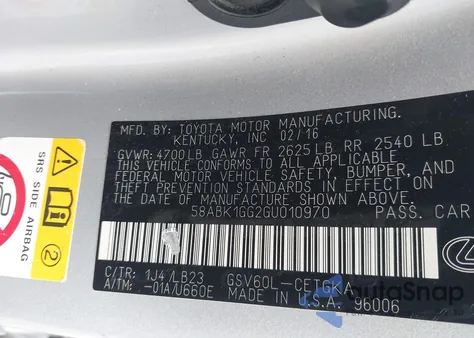 MFD. BY:
TOYOTA MOTOR MANUFACTURING.
KENTUCKY, INC 02/16
GVWR: 4700LB GAWR FR 2625LB RR 2540 LB
THIS VEHICLE CONFORMS TO ALL APPLICABLE
FEDERAL MOTOR VEHICLE SAFETY, BUMPER, AND
THEFT PREVENTION STANDARDS IN EFFECT ON
THE DATE OF MANUFACTURE SHOWN ABOVE.
58ABK1GG2GU010970 PASS. CAR
C/TR: 1J4 /LB23 GSV60L-CETGKA
A/TM: -01A/U660E MADE IN U.S.A. 96006
SRS SIDE AIRBAG
2
AutoSnap